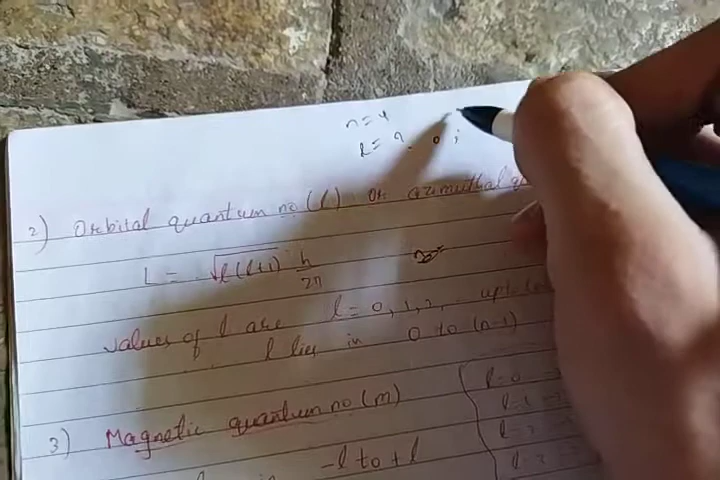 n=4
l= ? 0 ;
2) Orbital quantum no (l) Or azimuthal
L = √l(l+1) h/2π
values of l are l = 0, 1, 2, .. upto
l lies in 0 to (n-1)
3) Magnetic quantum no (m)
l=0
l=1
l=2
in -l to +l